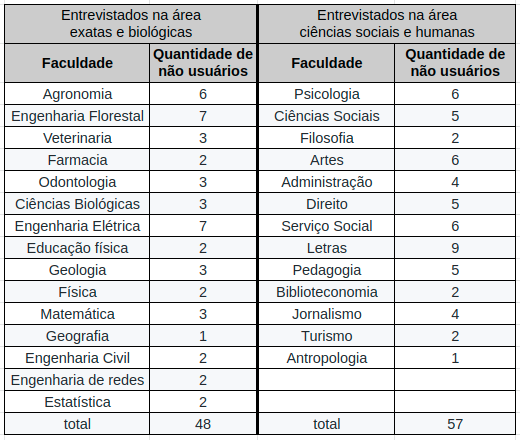 Entrevistados na área
exatas e biológicas
Entrevistados na área
ciências sociais e humanas
Faculdade
Quantidade de
não usuários
Faculdade
Quantidade de
não usuários
Agronomia 6 Psicologia 6
Engenharia Florestal 7 Ciências Sociais 5
Veterinaria 3 Filosofia 2
Farmacia 2 Artes 6
Odontologia 3 Administração 4
Ciências Biológicas 3 Direito 5
Engenharia Elétrica 7 Serviço Social 6
Educação física 2 Letras 9
Geologia 3 Pedagogia 5
Física 2 Biblioteconomia 2
Matemática 3 Jornalismo 4
Geografia 1 Turismo 2
Engenharia Civil 2 Antropologia 1
Engenharia de redes 2
Estatística 2
total 48 total 57